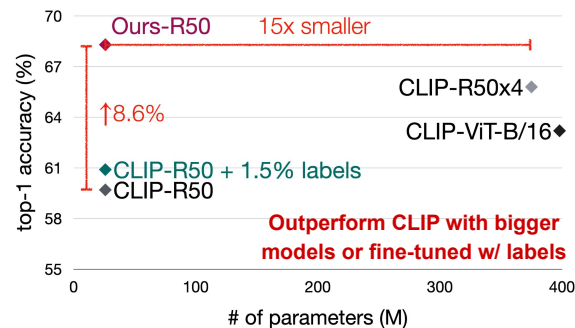 70
67
64
61
58
55
top-1 accuracy (%)
Ours-R50
15x smaller
↑8.6%
CLIP-R50x4
CLIP-ViT-B/16
CLIP-R50 + 1.5% labels
CLIP-R50
Outperform CLIP with bigger
models or fine-tuned w/ labels
0 100 200 300 400
# of parameters (M)